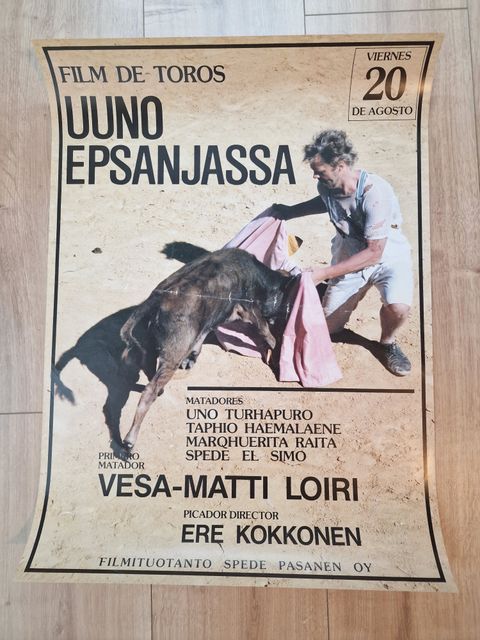 FILM DE TOROS
VIERNES
20
DE AGOSTO
UUNO
EPSANJASSA
MATADORES
UNO TURHAPURO
TAPHIO HAEMALAENE
MARQHUERITA RAITA
SPEDE EL SIMO
PRIMERO
MATADOR
VESA-MATTI LOIRI
PICADOR DIRECTOR
ERE KOKKONEN
FILMITUOTANTO SPEDE PASANEN OY